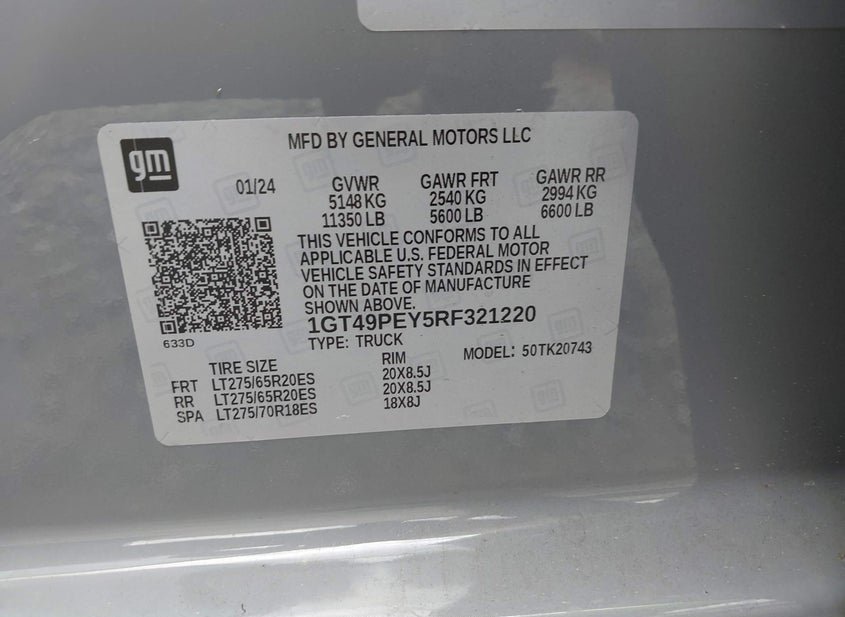 gm
MFD BY GENERAL MOTORS LLC
01/24
GVWR GAWR FRT GAWR RR
5148 KG 2540 KG 2994 KG
11350 LB 5600 LB 6600 LB
THIS VEHICLE CONFORMS TO ALL
APPLICABLE U.S. FEDERAL MOTOR
VEHICLE SAFETY STANDARDS IN EFFECT
ON THE DATE OF MANUFACTURE
SHOWN ABOVE.
1GT49PEY5RF321220
633D
TYPE: TRUCK
MODEL: 50TK20743
TIRE SIZE RIM
FRT LT275/65R20ES 20X8.5J
RR LT275/65R20ES 20X8.5J
SPA LT275/70R18ES 18X8J